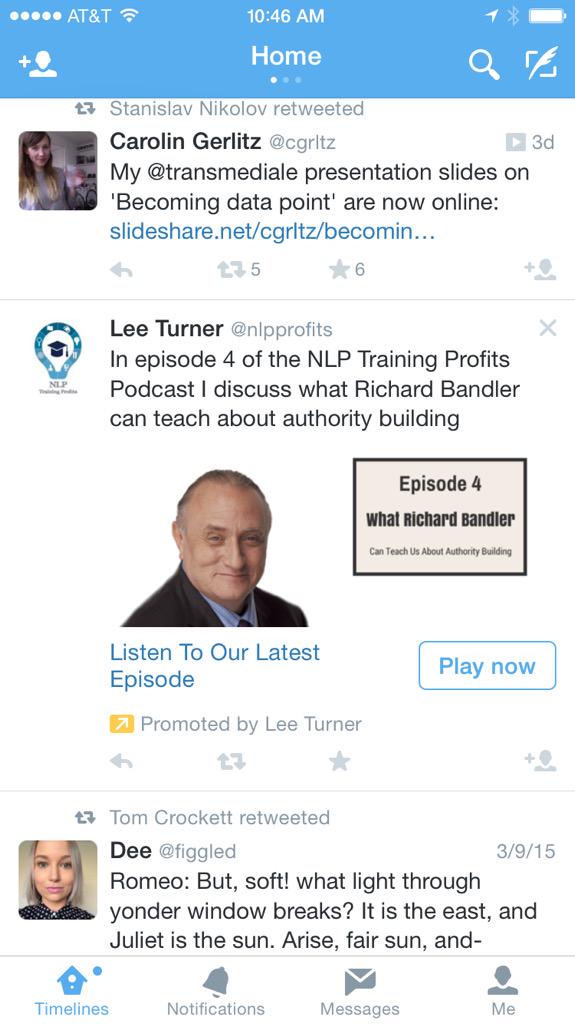 AT&T 10:46 AM
Home
Stanislav Nikolov retweeted
Carolin Gerlitz @cgrltz 3d
My @transmediale presentation slides on
'Becoming data point' are now online:
slideshare.net/cgrltz/becomin…
5 6
Lee Turner @nlpprofits
NLP
Training Profits
In episode 4 of the NLP Training Profits
Podcast I discuss what Richard Bandler
can teach about authority building
Episode 4
What Richard Bandler
Can Teach Us About Authority Building
Listen To Our Latest
Episode
Play now
Promoted by Lee Turner
Tom Crockett retweeted
Dee @figgled 3/9/15
Romeo: But, soft! what light through
yonder window breaks? It is the east, and
Juliet is the sun. Arise, fair sun, and-
Timelines Notifications Messages Me